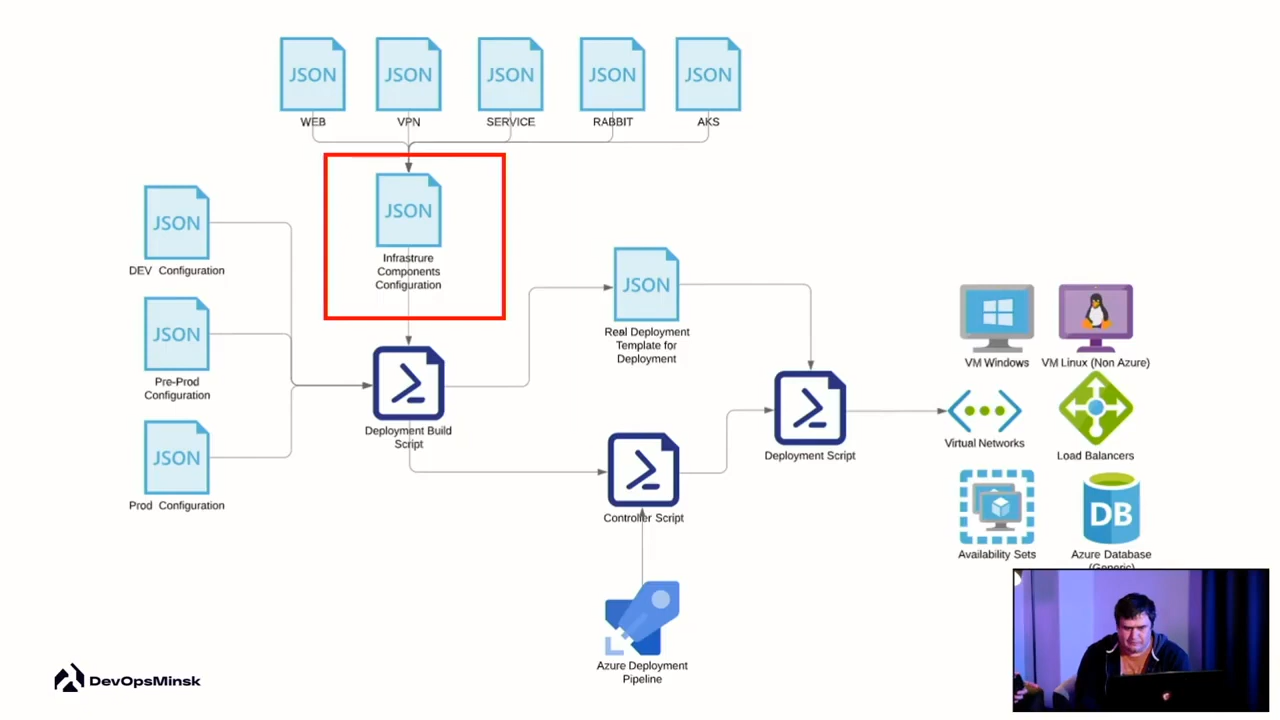 JSON
JSON
JSON
JSON
JSON
WEB
VPN
SERVICE
RABBIT
AKS
JSON
Infrastrure
Components
Configuration
JSON
DEV Configuration
JSON
Pre-Prod
Configuration
JSON
Prod Configuration
Deployment Build
Script
JSON
Real Deployment
Template for
Deployment
Controller Script
Deployment Script
Azure Deployment
Pipeline
VM Windows
VM Linux (Non Azure)
Virtual Networks
Load Balancers
Availability Sets
DB
Azure Database
(Generic)
DevOpsMinsk